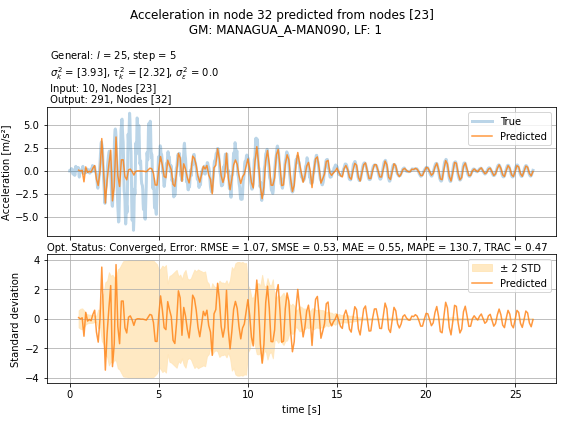 Acceleration in node 32 predicted from nodes [23]
GM: MANAGUA_A-MAN090, LF: 1
General: l = 25, step = 5
σ²ₖ = [3.93], τ²ₖ = [2.32], σ²ε = 0.0
Input: 10, Nodes [23]
Output: 291, Nodes [32]
Acceleration [m/s²]
5.0
2.5
0.0
−2.5
−5.0
True
Predicted
Opt. Status: Converged, Error: RMSE = 1.07, SMSE = 0.53, MAE = 0.55, MAPE = 130.7, TRAC = 0.47
Standard deviation
4
2
0
−2
−4
± 2 STD
Predicted
0 5 10 15 20 25
time [s]